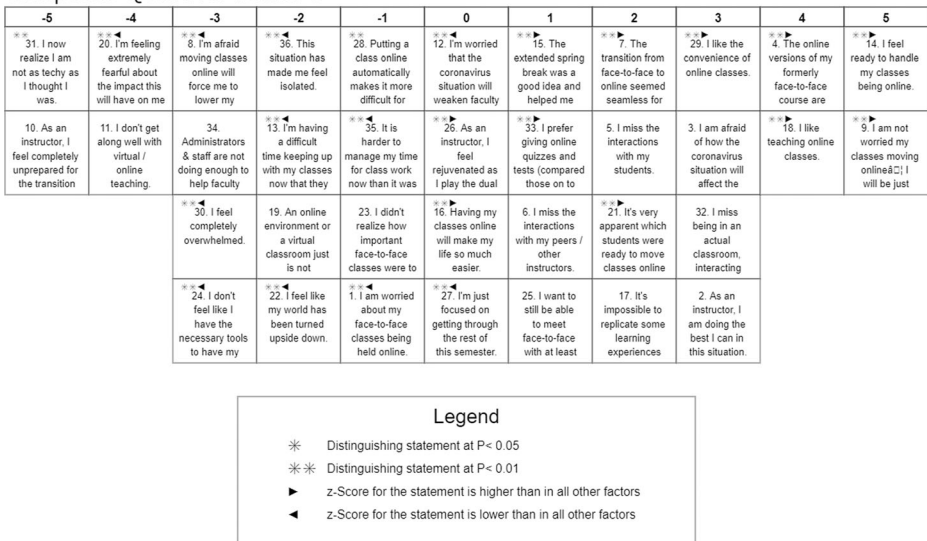 -5 -4 -3 -2 -1 0 1 2 3 4 5
**
31. I now
realize I am
not as techy as
I thought I
was.
**◄
20. I'm feeling
extremely
fearful about
the impact this
will have on me
**◄
8. I'm afraid
moving classes
online will
force me to
lower my
**◄
36. This
situation has
made me feel
isolated.
**
28. Putting a
class online
automatically
makes it more
difficult for
**◄
12. I'm worried
that the
coronavirus
situation will
weaken faculty
**►
15. The
extended spring
break was a
good idea and
helped me
**►
7. The
transition from
face-to-face to
online seemed
seamless for
**►
29. I like the
convenience of
online classes.
**►
4. The online
versions of my
formerly
face-to-face
course are
**►
14. I feel
ready to handle
my classes
being online.
10. As an
instructor, I
feel completely
unprepared for
the transition
11. I don't get
along well with
virtual /
online
teaching.
34.
Administrators
& staff are not
doing enough to
help faculty
**◄
13. I'm having
a difficult
time keeping up
with my classes
now that they
**◄
35. It is
harder to
manage my time
for class work
now than it was
**►
26. As an
instructor, I
feel
rejuvenated as
I play the dual
**►
33. I prefer
giving online
quizzes and
tests (compared
those on to
5. I miss the
interactions
with my
students.
3. I am afraid
of how the
coronavirus
situation will
affect the
**►
18. I like
teaching online
classes.
**►
9. I am not
worried my
classes moving
onlineâ□¦ I
will be just
**◄
30. I feel
completely
overwhelmed.
19. An online
environment or
a virtual
classroom just
is not
23. I didn't
realize how
important
face-to-face
classes were to
**►
16. Having my
classes online
will make my
life so much
easier.
6. I miss the
interactions
with my peers /
other
instructors.
**►
21. It's very
apparent which
students were
ready to move
classes online
32. I miss
being in an
actual
classroom,
interacting
**◄
24. I don't
feel like I
have the
necessary tools
to have my
**◄
22. I feel like
my world has
been turned
upside down.
**◄
1. I am worried
about my
face-to-face
classes being
held online.
**◄
27. I'm just
focused on
getting through
the rest of
this semester.
25. I want to
still be able
to meet
face-to-face
with at least
17. It's
impossible to
replicate some
learning
experiences
2. As an
instructor, I
am doing the
best I can in
this situation.
Legend
* Distinguishing statement at P< 0.05
** Distinguishing statement at P< 0.01
► z-Score for the statement is higher than in all other factors
◄ z-Score for the statement is lower than in all other factors